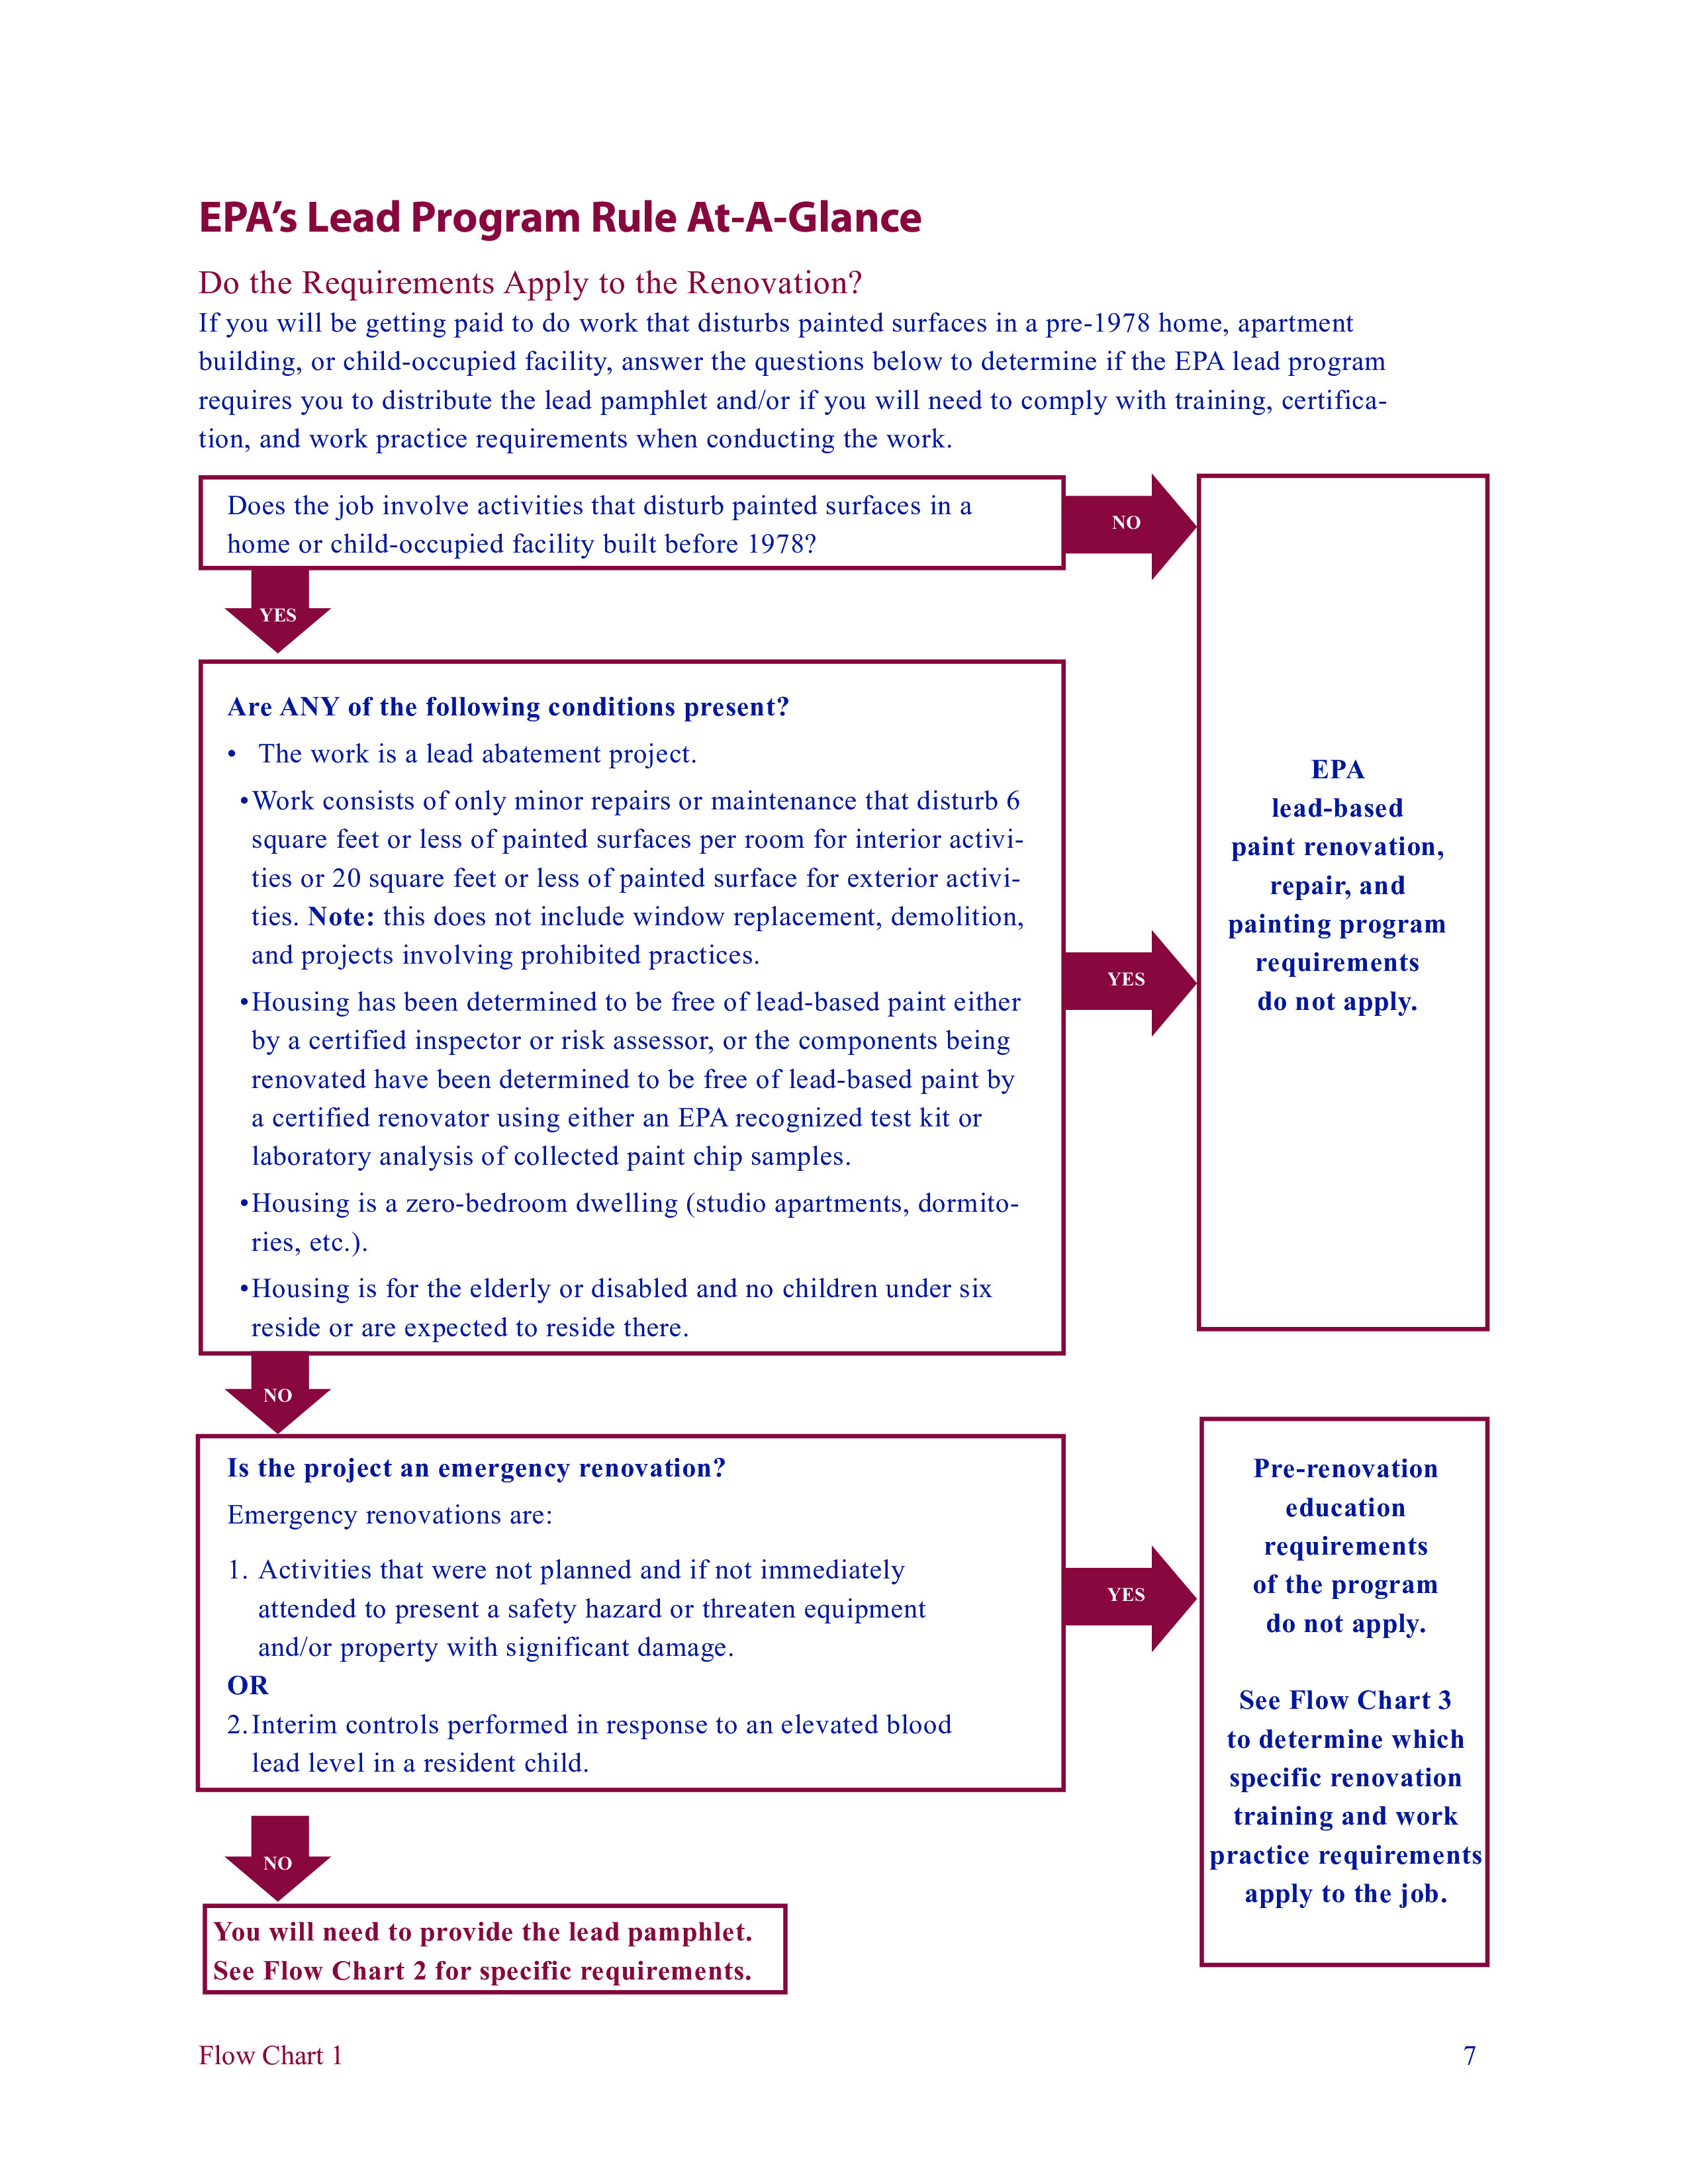 EPA’s Lead Program Rule At-A-Glance
Do the Requirements Apply to the Renovation?
If you will be getting paid to do work that disturbs painted surfaces in a pre-1978 home, apartment
building, or child-occupied facility, answer the questions below to determine if the EPA lead program
requires you to distribute the lead pamphlet and/or if you will need to comply with training, certifica-
tion, and work practice requirements when conducting the work.
Does the job involve activities that disturb painted surfaces in a
home or child-occupied facility built before 1978?
NO
YES
Are ANY of the following conditions present?
• The work is a lead abatement project.
•Work consists of only minor repairs or maintenance that disturb 6
square feet or less of painted surfaces per room for interior activi-
ties or 20 square feet or less of painted surface for exterior activi-
ties. Note: this does not include window replacement, demolition,
and projects involving prohibited practices.
•Housing has been determined to be free of lead-based paint either
by a certified inspector or risk assessor, or the components being
renovated have been determined to be free of lead-based paint by
a certified renovator using either an EPA recognized test kit or
laboratory analysis of collected paint chip samples.
•Housing is a zero-bedroom dwelling (studio apartments, dormito-
ries, etc.).
•Housing is for the elderly or disabled and no children under six
reside or are expected to reside there.
YES
EPA
lead-based
paint renovation,
repair, and
painting program
requirements
do not apply.
NO
Is the project an emergency renovation?
Emergency renovations are:
1. Activities that were not planned and if not immediately
attended to present a safety hazard or threaten equipment
and/or property with significant damage.
OR
2. Interim controls performed in response to an elevated blood
lead level in a resident child.
YES
Pre-renovation
education
requirements
of the program
do not apply.
See Flow Chart 3
to determine which
specific renovation
training and work
practice requirements
apply to the job.
NO
You will need to provide the lead pamphlet.
See Flow Chart 2 for specific requirements.
Flow Chart 1
7